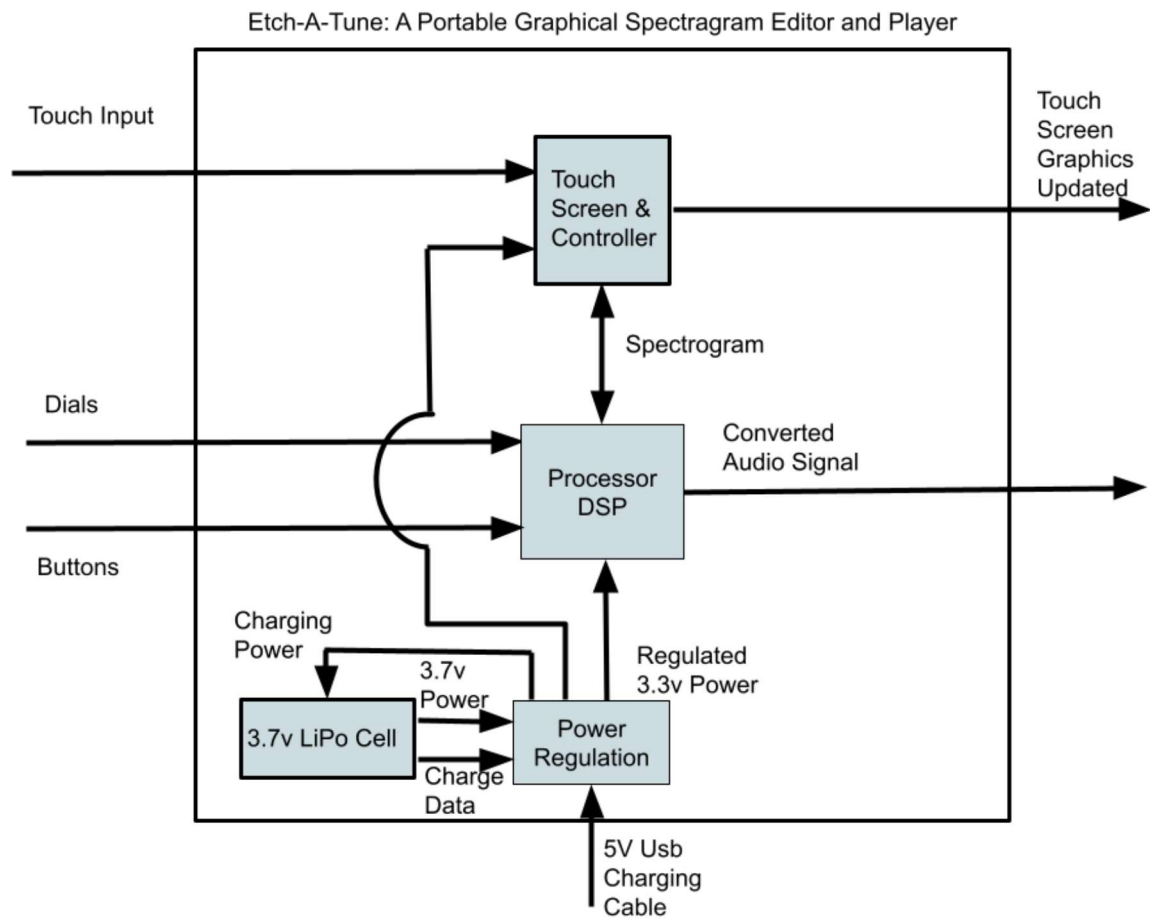 Etch-A-Tune: A Portable Graphical Spectragram Editor and Player
Touch Input
Touch
Screen
Graphics
Updated
Touch
Screen &
Controller
Spectrogram
Dials
Converted
Audio Signal
Processor
DSP
Buttons
Charging
Power
3.7v
Power
Regulated
3.3v Power
3.7v LiPo Cell
Power
Regulation
Charge
Data
5V Usb
Charging
Cable